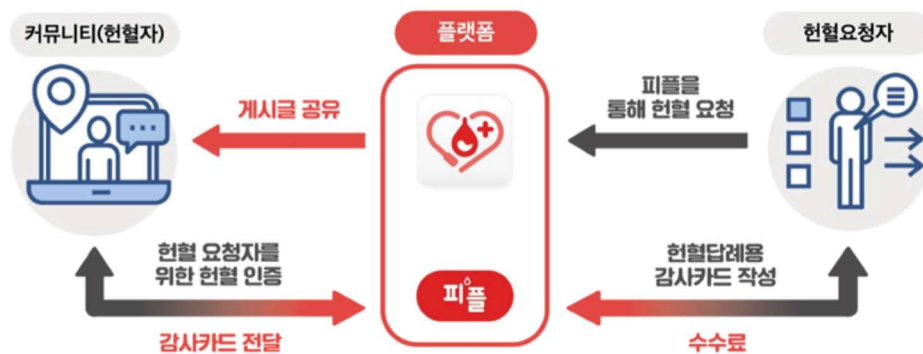 커뮤니티(헌혈자)
플랫폼
헌혈요청자
게시글 공유
피플을
통해 헌혈 요청
헌혈 요청자를
위한 헌혈 인증
감사카드 전달
피플
헌혈답례용
감사카드 작성
수수료